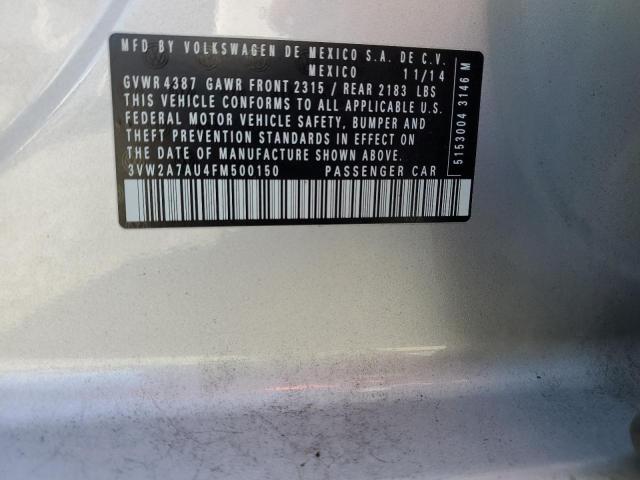 MFD BY VOLKSWAGEN DE MEXICO S.A. DE C.V.
MEXICO 11/14
GVWR 4387 GAWR FRONT 2315 / REAR 2183 LBS
THIS VEHICLE CONFORMS TO ALL APPLICABLE U.S.
FEDERAL MOTOR VEHICLE SAFETY, BUMPER AND
THEFT PREVENTION STANDARDS IN EFFECT ON
THE DATE OF MANUFACTURE SHOWN ABOVE.
3VW2A7AU4FM500150 PASSENGER CAR
5153004 3146 M